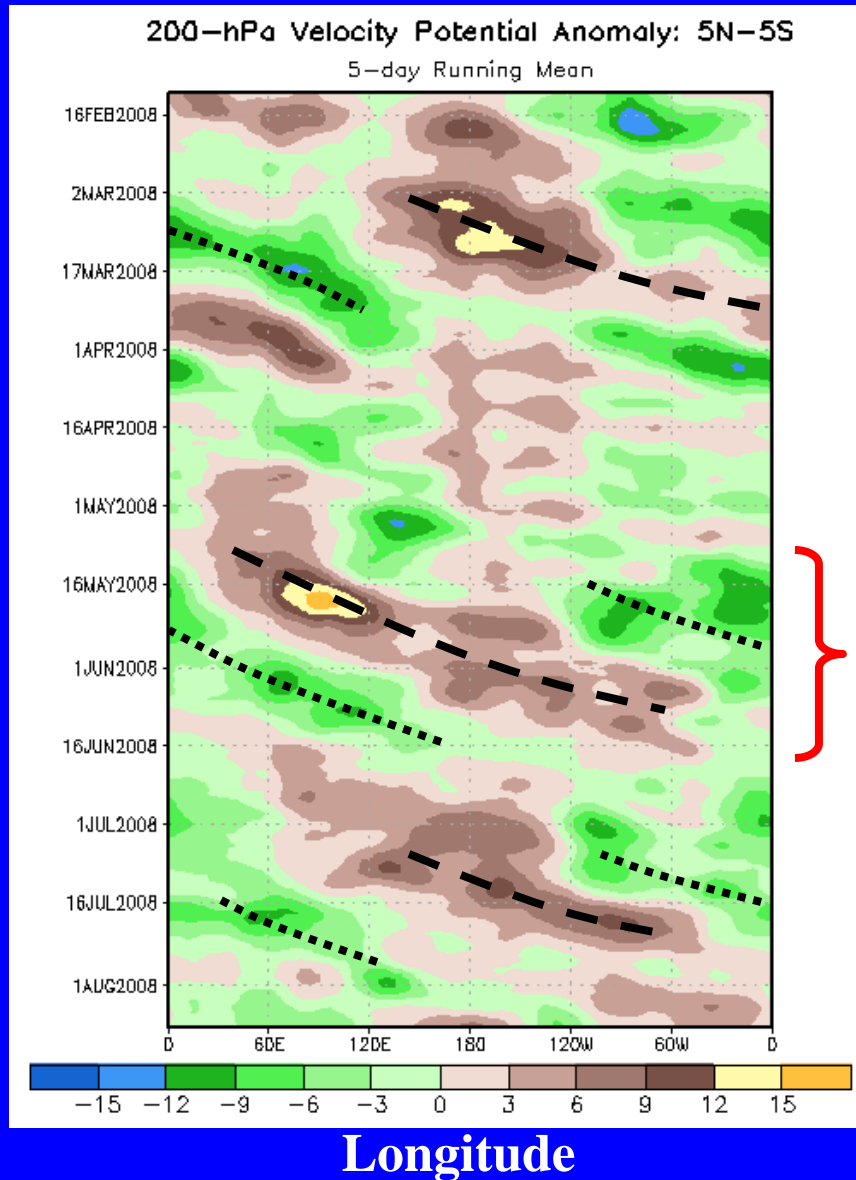 200-hPa Velocity Potential Anomaly: 5N-5S
5-day Running Mean
16FEB2008
2MAR2008
17MAR2008
1APR2008
16APR2008
1MAY2008
16MAY2008
1JUN2008
16JUN2008
1JUL2008
16JUL2008
1AUG2008
0 60E 120E 180 120W 60W 0
-15 -12 -9 -6 -3 0 3 6 9 12 15
Longitude